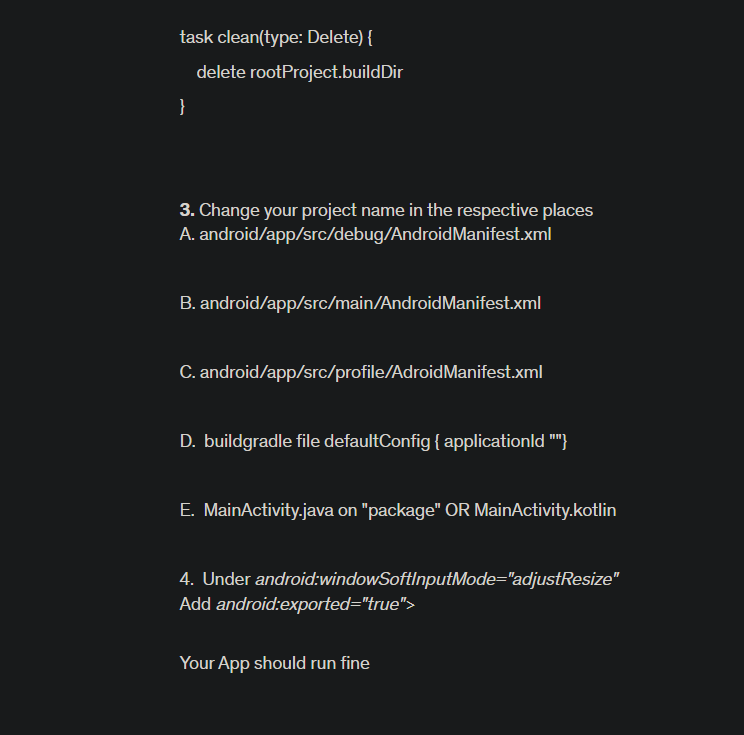 task clean(type: Delete) {
delete rootProject.buildDir
}
3. Change your project name in the respective places
A. android/app/src/debug/AndroidManifest.xml
B. android/app/src/main/AndroidManifest.xml
C. android/app/src/profile/AdroidManifest.xml
D. buildgradle file defaultConfig { applicationId ""}
E. MainActivity.java on "package" OR MainActivity.kotlin
4. Under android:windowSoftInputMode="adjustResize"
Add android:exported="true">
Your App should run fine